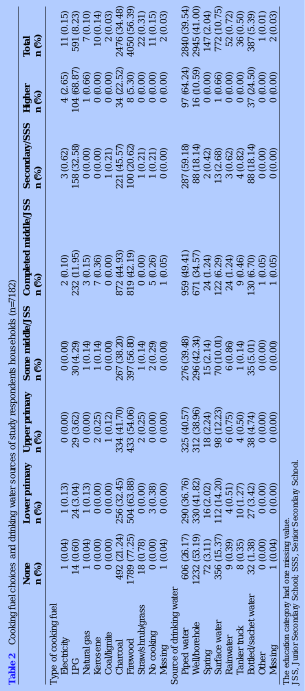 Table 2 Cooking fuel choices and drinking water sources of study respondents households (n=7182)
None n (%) Lower primary n (%) Upper primary n (%) Some middle/JSS n (%) Completed middle/JSS n (%) Secondary/SSS n (%) Higher n (%) Total n (%)
Type of cooking fuel
Electricity 1 (0.04) 1 (0.13) 0 (0.00) 0 (0.00) 2 (0.10) 3 (0.62) 4 (2.65) 11 (0.15)
LPG 14 (0.60) 24 (3.04) 29 (3.62) 30 (4.29) 232 (11.95) 158 (32.58) 104 (68.87) 591 (8.23)
Natural gas 1 (0.04) 1 (0.13) 0 (0.00) 1 (0.14) 3 (0.15) 0 (0.00) 1 (0.66) 7 (0.10)
Kerosene 0 (0.00) 0 (0.00) 2 (0.25) 1 (0.14) 7 (0.36) 0 (0.00) 0 (0.00) 10 (0.14)
Coal/lignite 0 (0.00) 0 (0.00) 1 (0.12) 0 (0.00) 0 (0.00) 1 (0.21) 0 (0.00) 2 (0.03)
Charcoal 492 (21.24) 256 (32.45) 334 (41.70) 267 (38.20) 872 (44.93) 221 (45.57) 34 (22.52) 2476 (34.48)
Firewood 1789 (77.25) 504 (63.88) 433 (54.06) 397 (56.80) 819 (42.19) 100 (20.62) 8 (5.30) 4050 (56.39)
Straw/shrub/grass 18 (0.78) 0 (0.00) 2 (0.25) 1 (0.14) 0 (0.00) 1 (0.21) 0 (0.00) 22 (0.31)
No cooking 0 (0.00) 3 (0.38) 0 (0.00) 2 (0.29) 5 (0.26) 1 (0.21) 0 (0.00) 11 (0.15)
Missing 1 (0.04) 0 (0.00) 0 (0.00) 0 (0.00) 1 (0.05) 0 (0.00) 0 (0.00) 2 (0.03)
Source of drinking water
Piped water 606 (26.17) 290 (36.76) 325 (40.57) 276 (39.48) 959 (49.41) 287 (59.18) 97 (64.24) 2840 (39.54)
Well/borehole 1232 (53.19) 330 (41.82) 312 (38.96) 296 (42.34) 671 (34.57) 88 (18.14) 16 (10.59) 2945 (41.00)
Spring 72 (3.11) 16 (2.02) 18 (2.24) 15 (2.14) 24 (1.24) 2 (0.42) 0 (0.00) 147 (2.04)
Surface water 356 (15.37) 112 (14.20) 98 (12.23) 70 (10.01) 122 (6.29) 13 (2.68) 1 (0.66) 772 (10.75)
Rainwater 9 (0.39) 4 (0.51) 6 (0.75) 6 (0.86) 24 (1.24) 3 (0.62) 0 (0.00) 52 (0.72)
Tanker truck 8 (0.35) 10 (1.27) 4 (0.50) 1 (0.14) 9 (0.46) 4 (0.82) 0 (0.00) 36 (0.50)
Bottled/sachet water 32 (1.38) 27 (3.42) 38 (4.74) 35 (5.01) 130 (6.70) 88 (18.14) 37 (24.50) 387 (5.39)
Other 0 (0.00) 0 (0.00) 0 (0.00) 0 (0.00) 1 (0.05) 0 (0.00) 0 (0.00) 1 (0.01)
Missing 1 (0.04) 0 (0.00) 0 (0.00) 0 (0.00) 1 (0.05) 0 (0.00) 0 (0.00) 2 (0.03)
The education category had one missing value.
JSS, Junior Secondary School; SSS, Senior Secondary School.